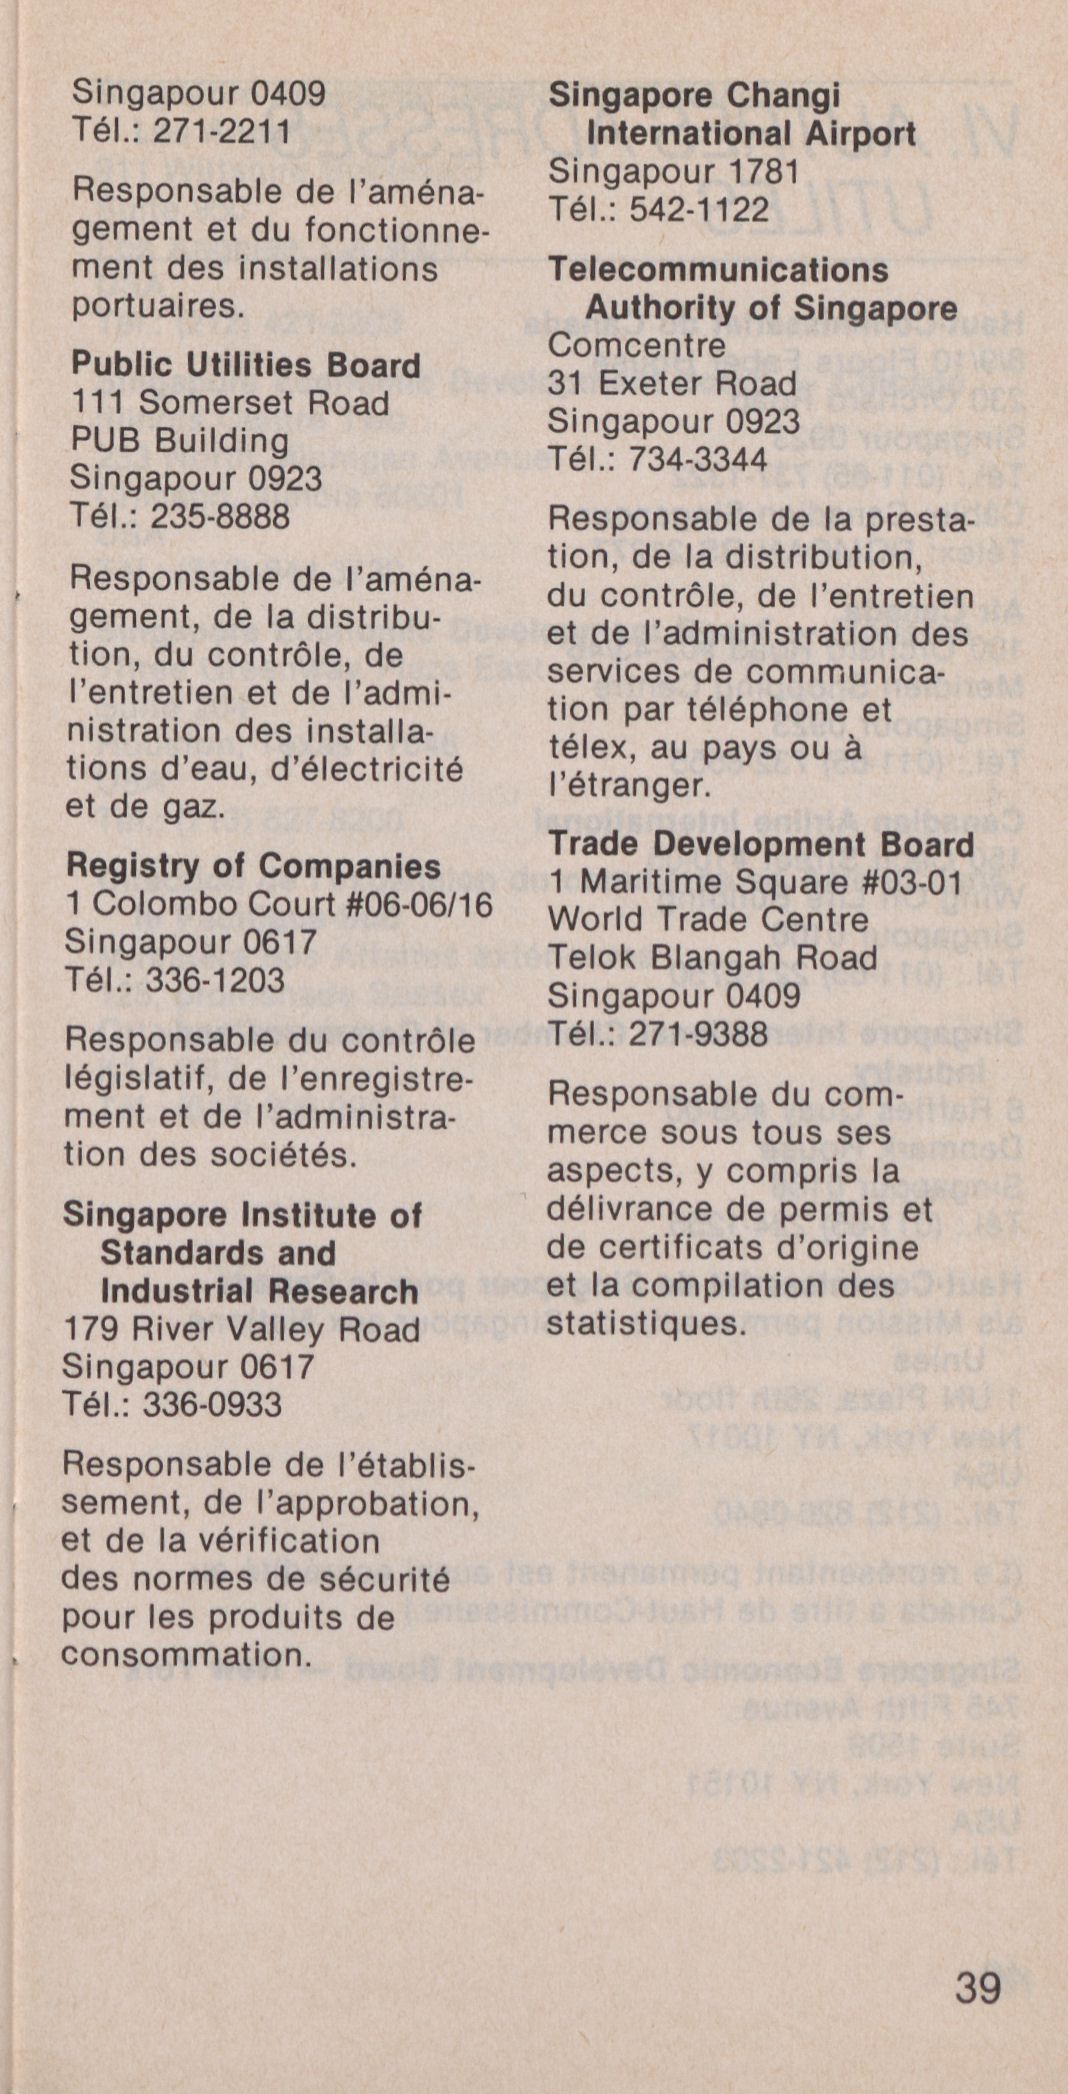 Singapour 0409
Tél.: 271-2211
Responsable de l'aména-
gement et du fonctionne-
ment des installations
portuaires.
Public Utilities Board
111 Somerset Road
PUB Building
Singapour 0923
Tél.: 235-8888
Responsable de l'aména-
gement, de la distribu-
tion, du contrôle, de
l'entretien et de l'admi-
nistration des installa-
tions d'eau, d'électricité
et de gaz.
Registry of Companies
1 Colombo Court #06-06/16
Singapour 0617
Tél.: 336-1203
Responsable du contrôle
législatif, de l'enregistre-
ment et de l'administra-
tion des sociétés.
Singapore Institute of
Standards and
Industrial Research
179 River Valley Road
Singapour 0617
Tél.: 336-0933
Responsable de l'établis-
sement, de l'approbation,
et de la vérification
des normes de sécurité
pour les produits de
consommation.
Singapore Changi
International Airport
Singapour 1781
Tél.: 542-1122
Telecommunications
Authority of Singapore
Comcentre
31 Exeter Road
Singapour 0923
Tél.: 734-3344
Responsable de la presta-
tion, de la distribution,
du contrôle, de l'entretien
et de l'administration des
services de communica-
tion par téléphone et
télex, au pays ou à
l'étranger.
Trade Development Board
1 Maritime Square #03-01
World Trade Centre
Telok Blangah Road
Singapour 0409
Tél.: 271-9388
Responsable du com-
merce sous tous ses
aspects, y compris la
délivrance de permis et
de certificats d'origine
et la compilation des
statistiques.
39